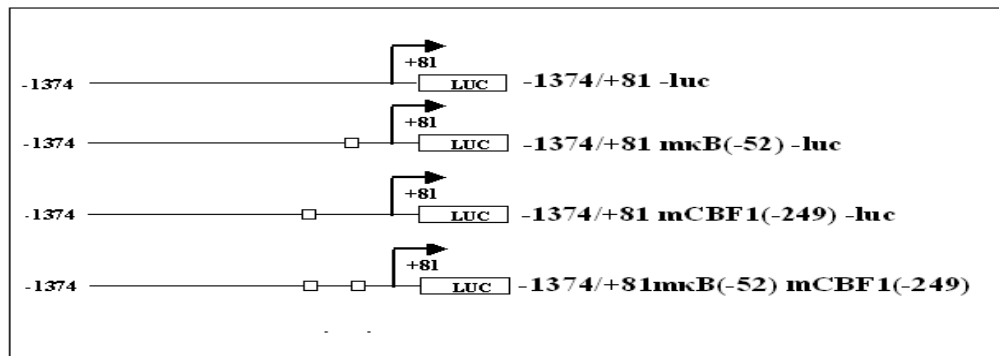 +81
-1374 LUC -1374/+81 -luc
+81
-1374 LUC -1374/+81 mκB(-52) -luc
+81
-1374 LUC -1374/+81 mCBF1(-249) -luc
+81
-1374 LUC -1374/+81mκB(-52) mCBF1(-249)